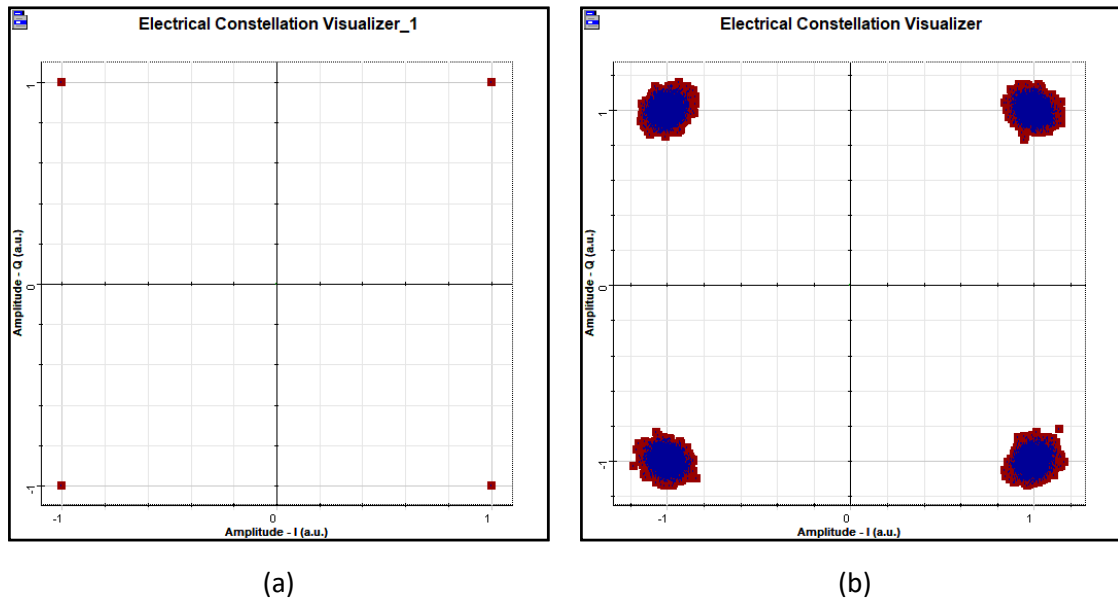 Electrical Constellation Visualizer_1
Amplitude - Q (a.u.)
1
0
-1
-1
0
1
Amplitude - I (a.u.)
(a)
Electrical Constellation Visualizer
Amplitude - Q (a.u.)
1
0
-1
-1
0
1
Amplitude - I (a.u.)
(b)